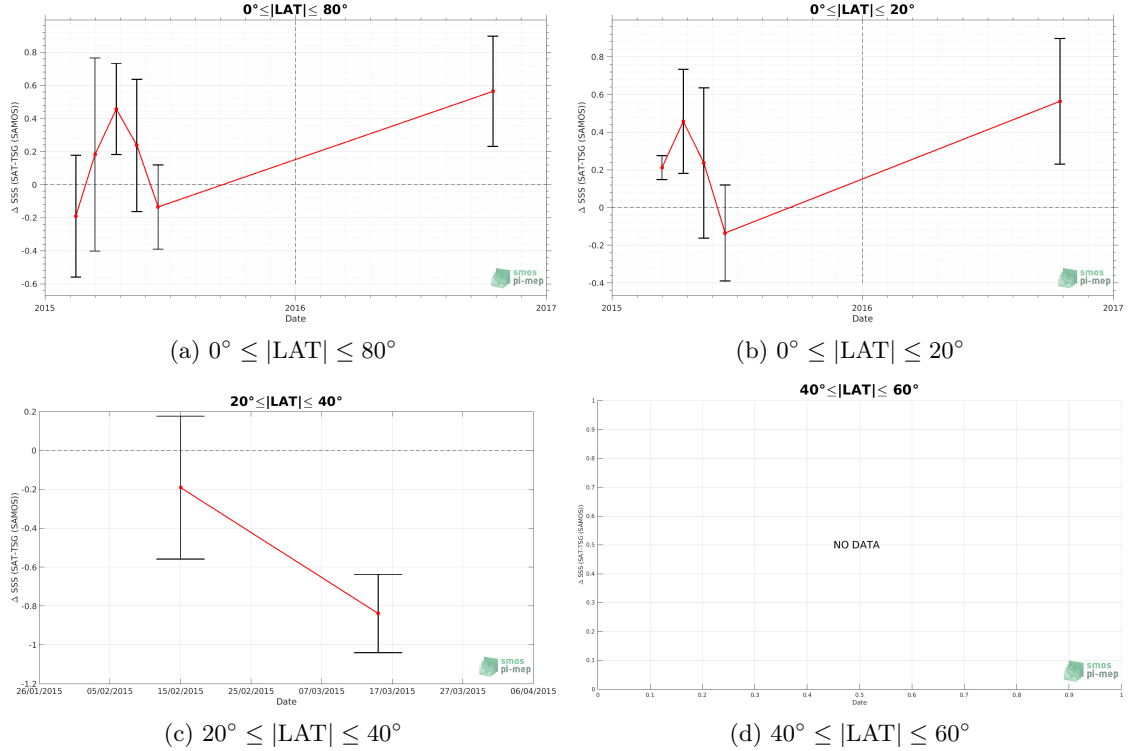 0°≤|LAT|≤ 80°
Δ SSS (SAT-TSG (SAMOS))
0.8
0.6
0.4
0.2
0
-0.2
-0.4
-0.6
2015
2016
2017
Date
smos
pi-mep
(a) 0° ≤ |LAT| ≤ 80°
0°≤|LAT|≤ 20°
Δ SSS (SAT-TSG (SAMOS))
0.8
0.6
0.4
0.2
0
-0.2
-0.4
2015
2016
2017
Date
smos
pi-mep
(b) 0° ≤ |LAT| ≤ 20°
20°≤|LAT|≤ 40°
Δ SSS (SAT-TSG (SAMOS))
0.2
0
-0.2
-0.4
-0.6
-0.8
-1
-1.2
26/01/2015 05/02/2015 15/02/2015 25/02/2015 07/03/2015 17/03/2015 27/03/2015 06/04/2015
Date
smos
pi-mep
(c) 20° ≤ |LAT| ≤ 40°
40°≤|LAT|≤ 60°
Δ SSS (SAT-TSG (SAMOS))
1
0.9
0.8
0.7
0.6
0.5
0.4
0.3
0.2
0.1
0
NO DATA
0 0.1 0.2 0.3 0.4 0.5 0.6 0.7 0.8 0.9 1
Date
smos
pi-mep
(d) 40° ≤ |LAT| ≤ 60°